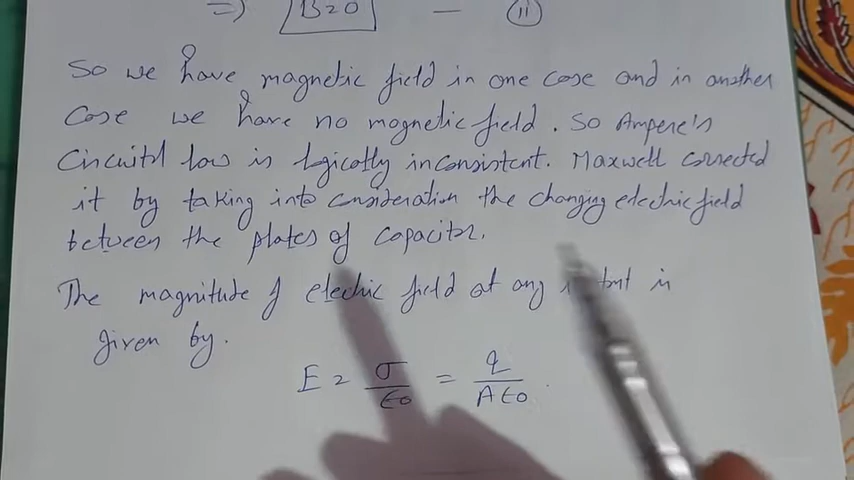 => B=0 — (ii)
So we have magnetic field in one case and in another
case we have no magnetic field. So Ampere's
Circuital law is logically inconsistent. Maxwell corrected
it by taking into consideration the changing electric field
between the plates of capacitor.
The magnitude of electric field at any is
given by.
E = σ/ε0 = q/Aε0.